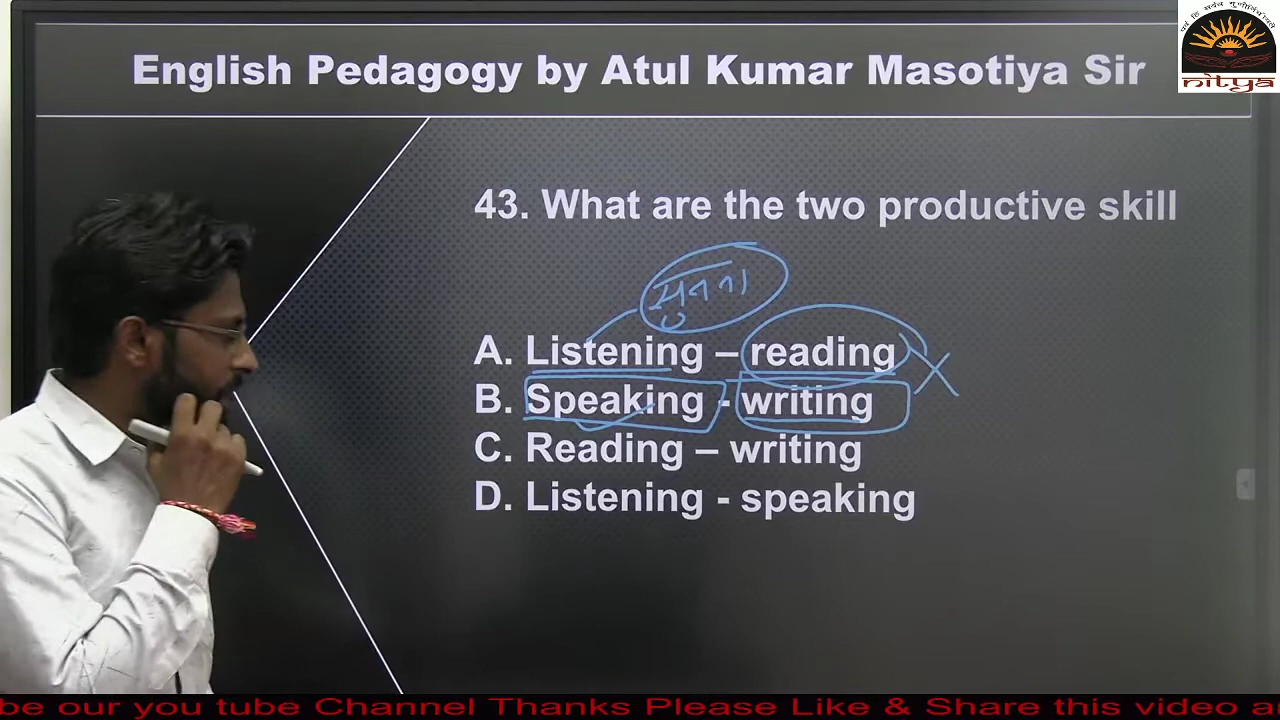 English Pedagogy by Atul Kumar Masotiya Sir
nitya
43. What are the two productive skill
सुनना
A. Listening – reading
B. Speaking - writing
C. Reading – writing
D. Listening - speaking
be our you tube Channel Thanks Please Like & Share this video a